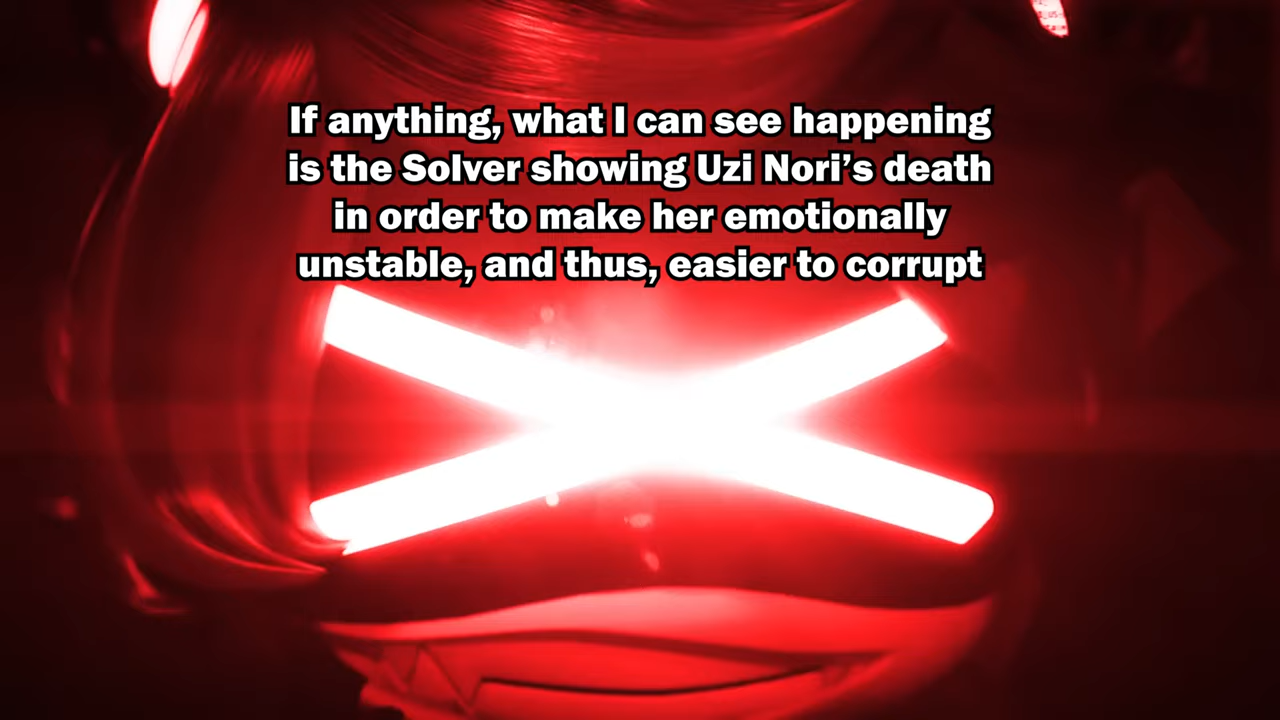 If anything, what I can see happening
is the Solver showing Uzi Nori’s death
in order to make her emotionally
unstable, and thus, easier to corrupt